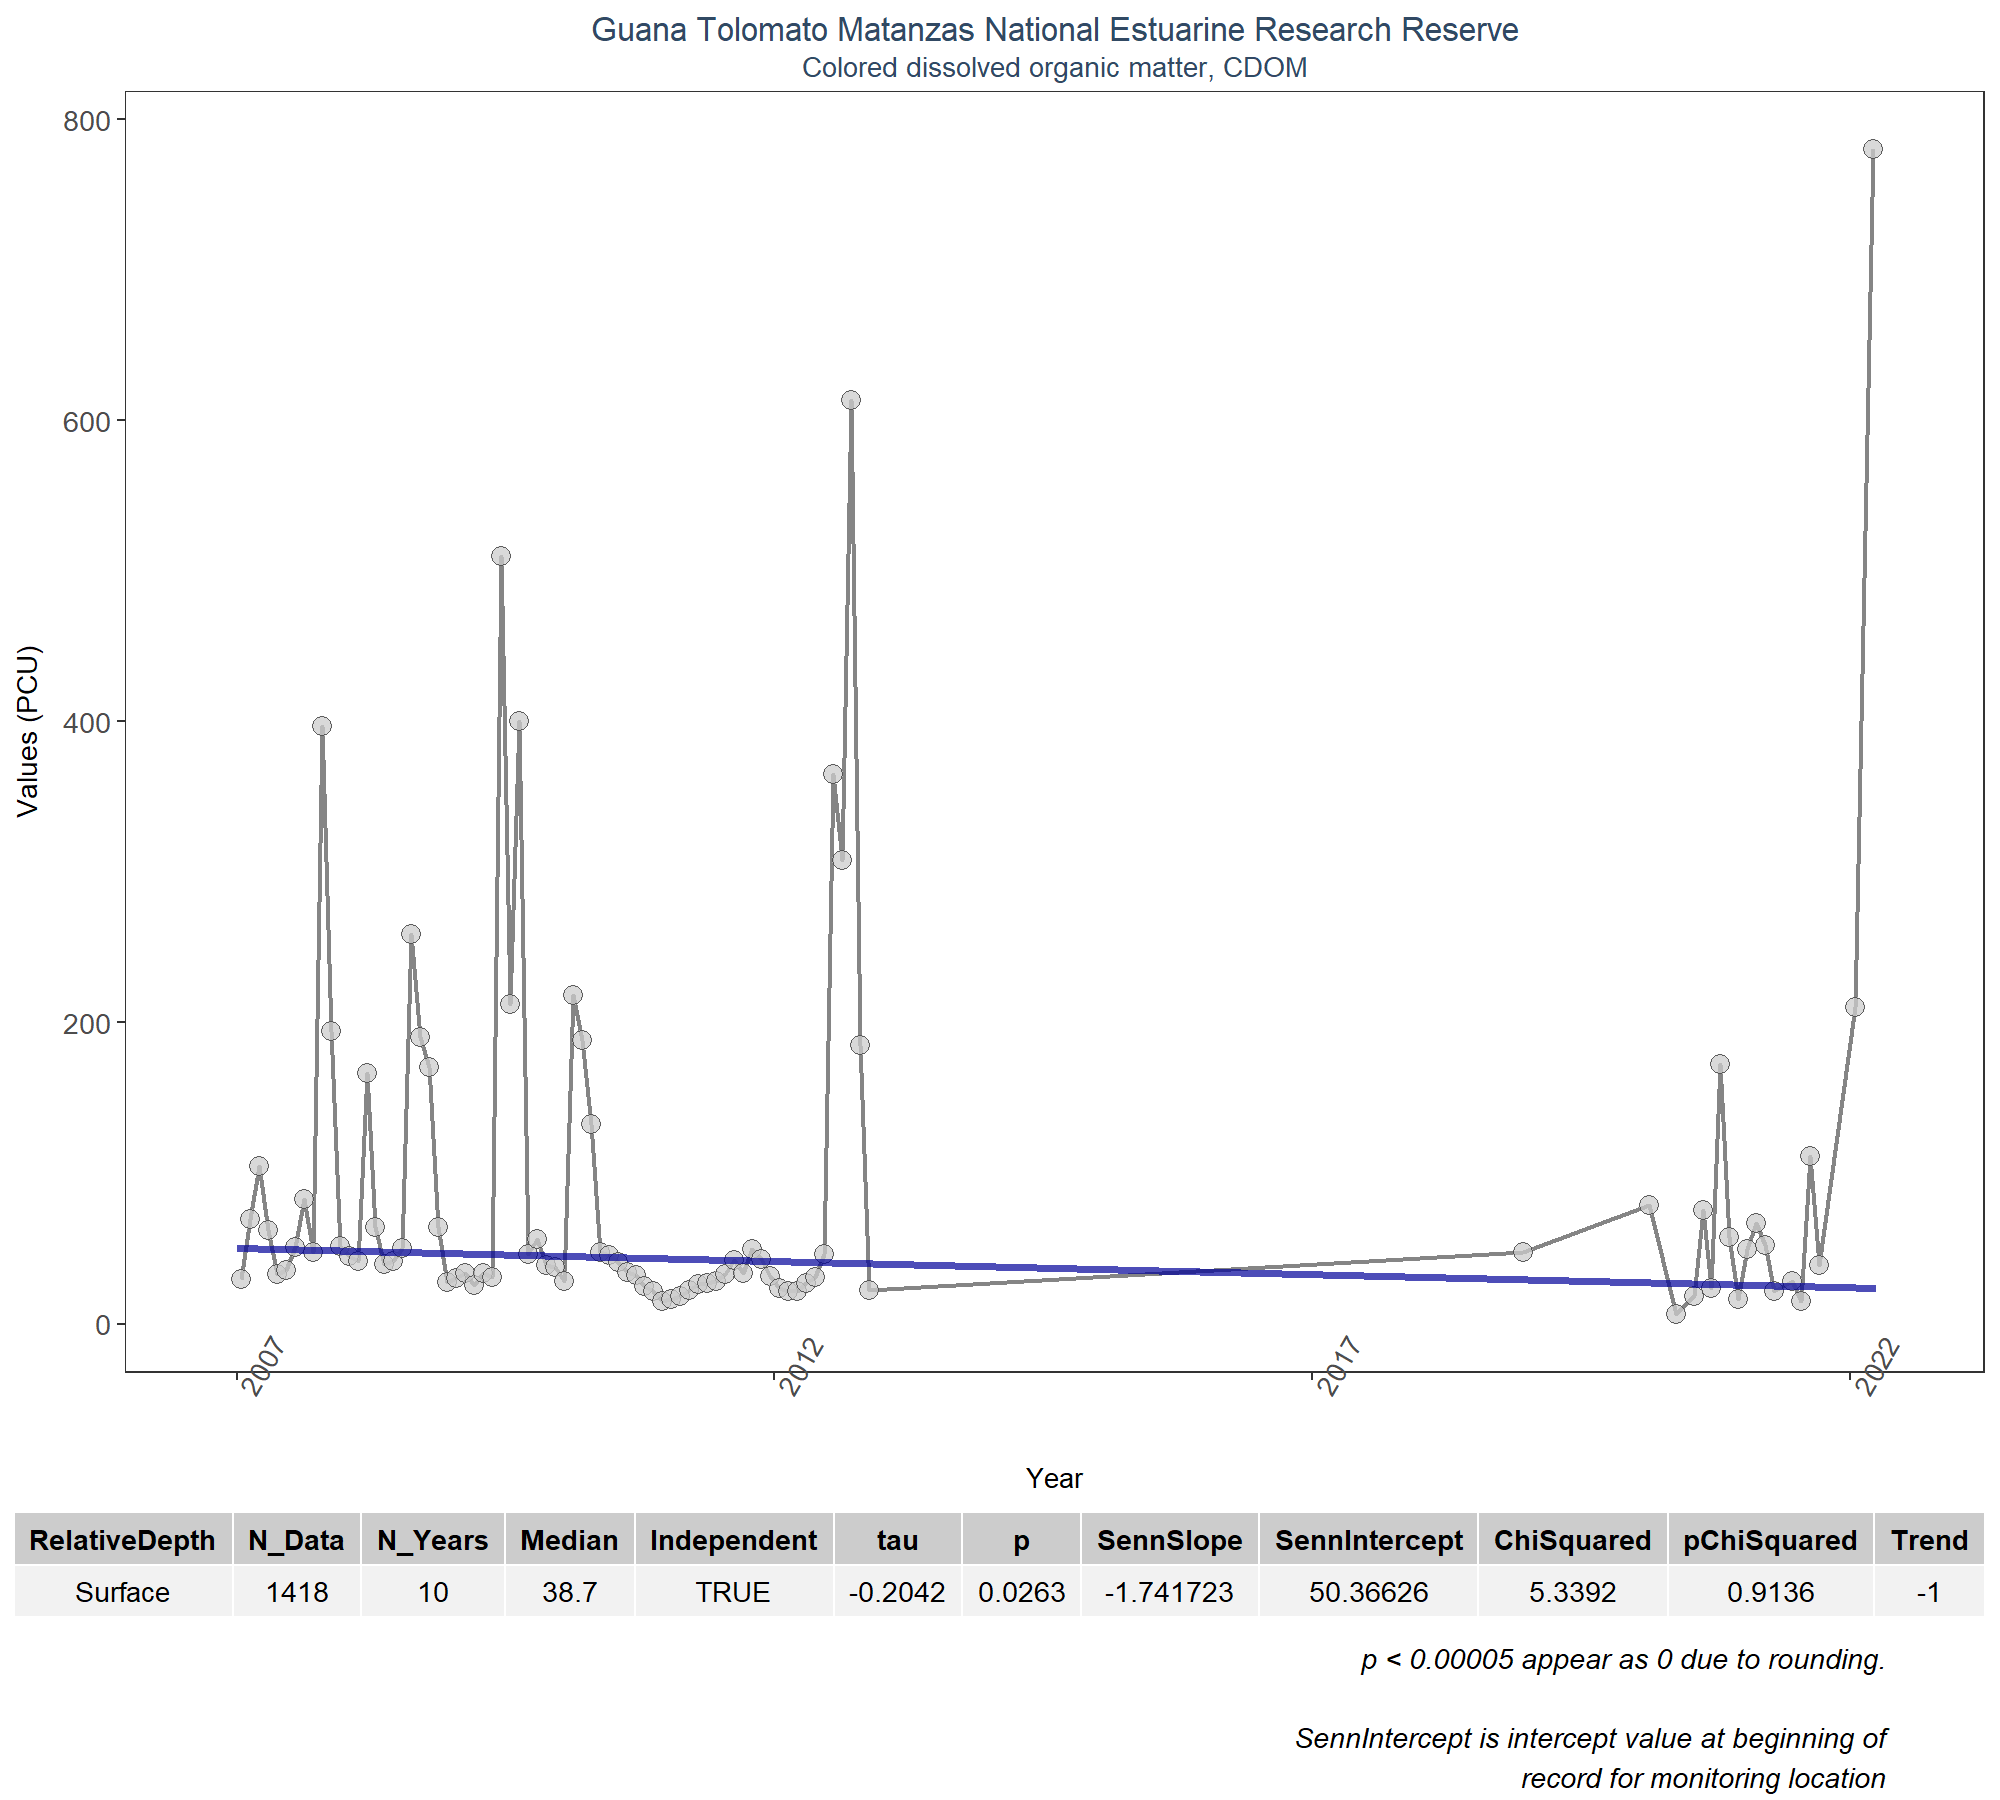 Guana Tolomato Matanzas National Estuarine Research Reserve
Colored dissolved organic matter, CDOM
800
600
400
200
0
Values (PCU)
2007
2012
2017
2022
Year
RelativeDepth N_Data N_Years Median Independent tau p SennSlope SennIntercept ChiSquared pChiSquared Trend
Surface 1418 10 38.7 TRUE -0.2042 0.0263 -1.741723 50.36626 5.3392 0.9136 -1
p < 0.00005 appear as 0 due to rounding.
SennIntercept is intercept value at beginning of
record for monitoring location